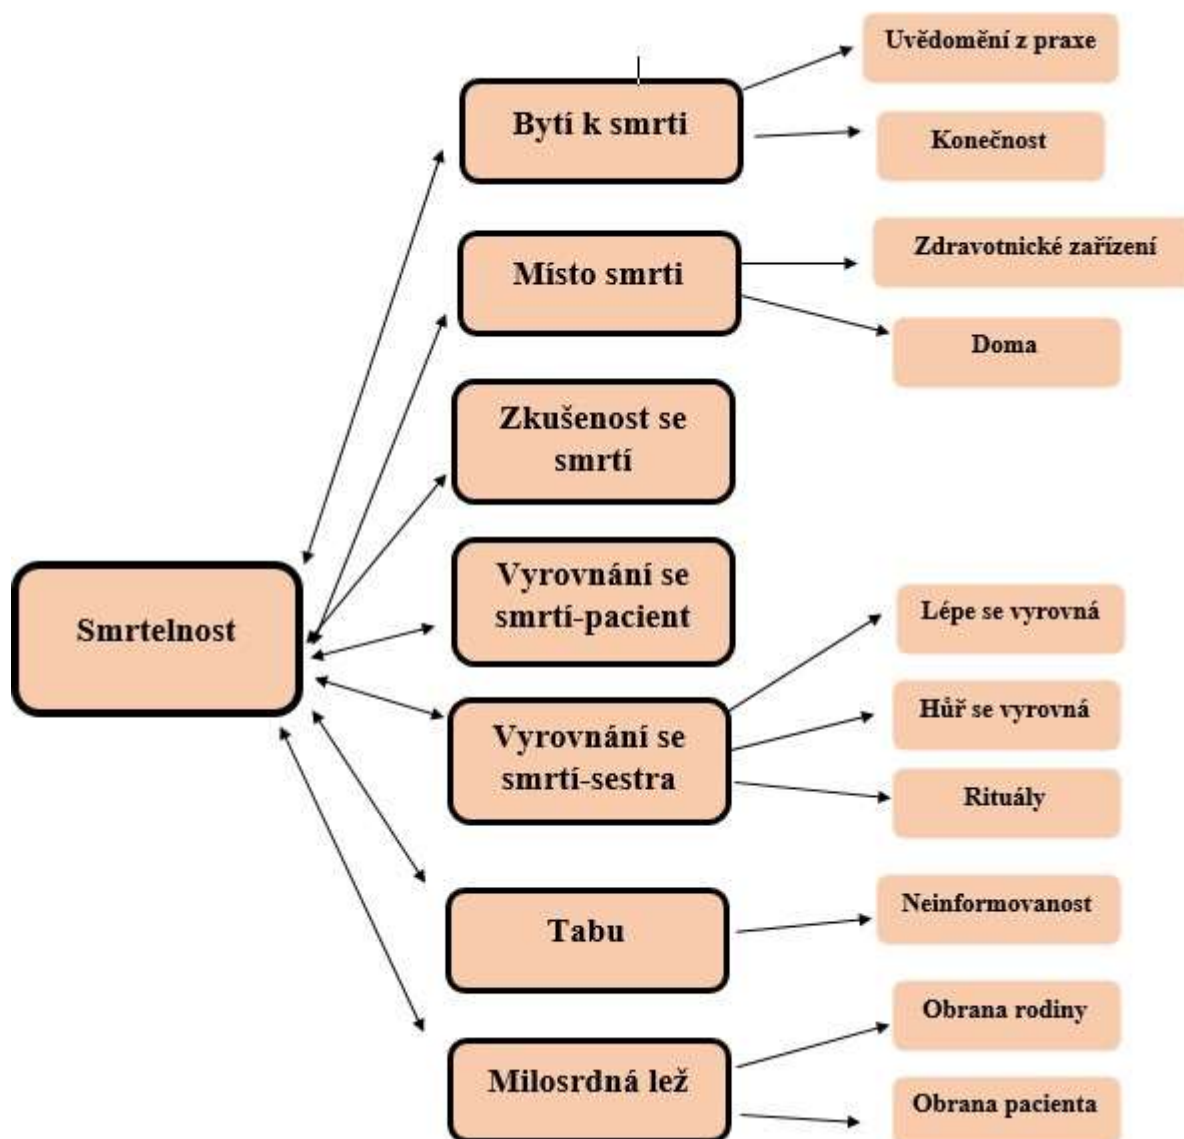 Uvědomění z praxe
Bytí k smrti
Konečnost
Zdravotnické zařízení
Místo smrti
Doma
Zkušenost se
smrtí
Vyrovnání se
smrtí-pacient
Smrtelnost
Lépe se vyrovná
Hůř se vyrovná
Vyrovnání se
smrtí-sestra
Rituály
Neinformovanost
Tabu
Obrana rodiny
Milosrdná lež
Obrana pacienta